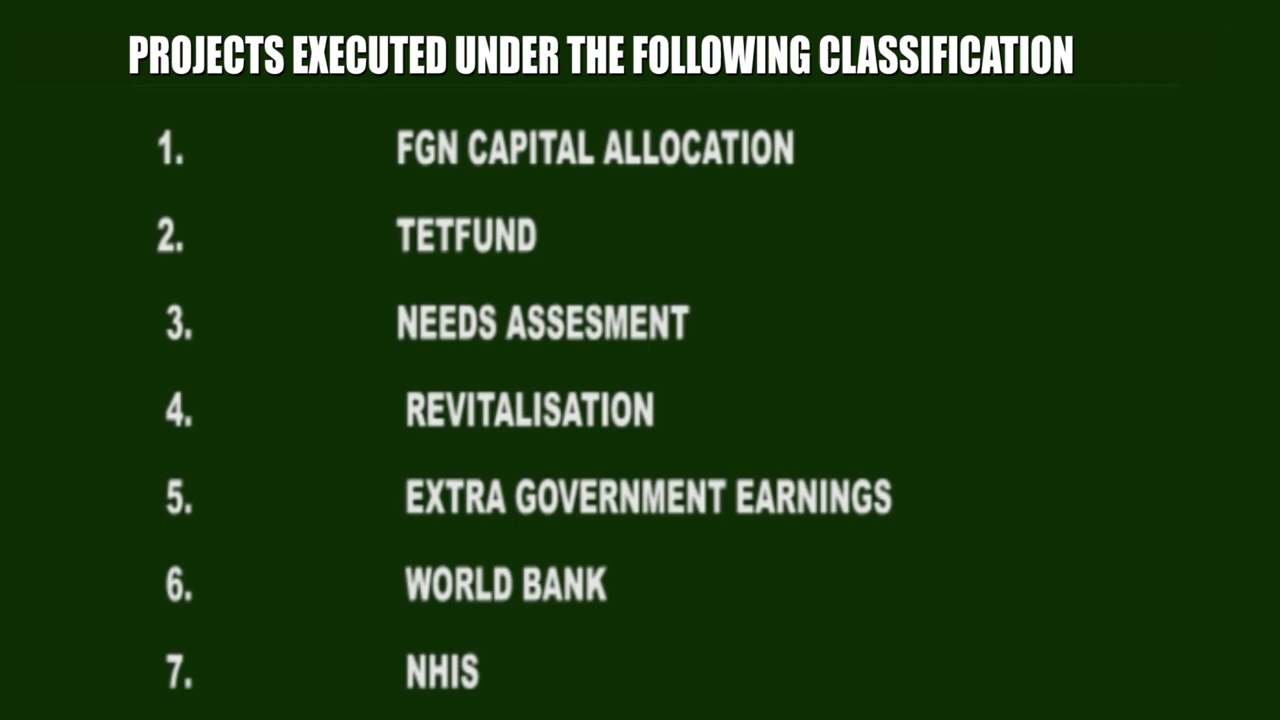 PROJECTS EXECUTED UNDER THE FOLLOWING CLASSIFICATION
1. FGN CAPITAL ALLOCATION
2. TETFUND
3. NEEDS ASSESMENT
4. REVITALISATION
5. EXTRA GOVERNMENT EARNINGS
6. WORLD BANK
7. NHIS